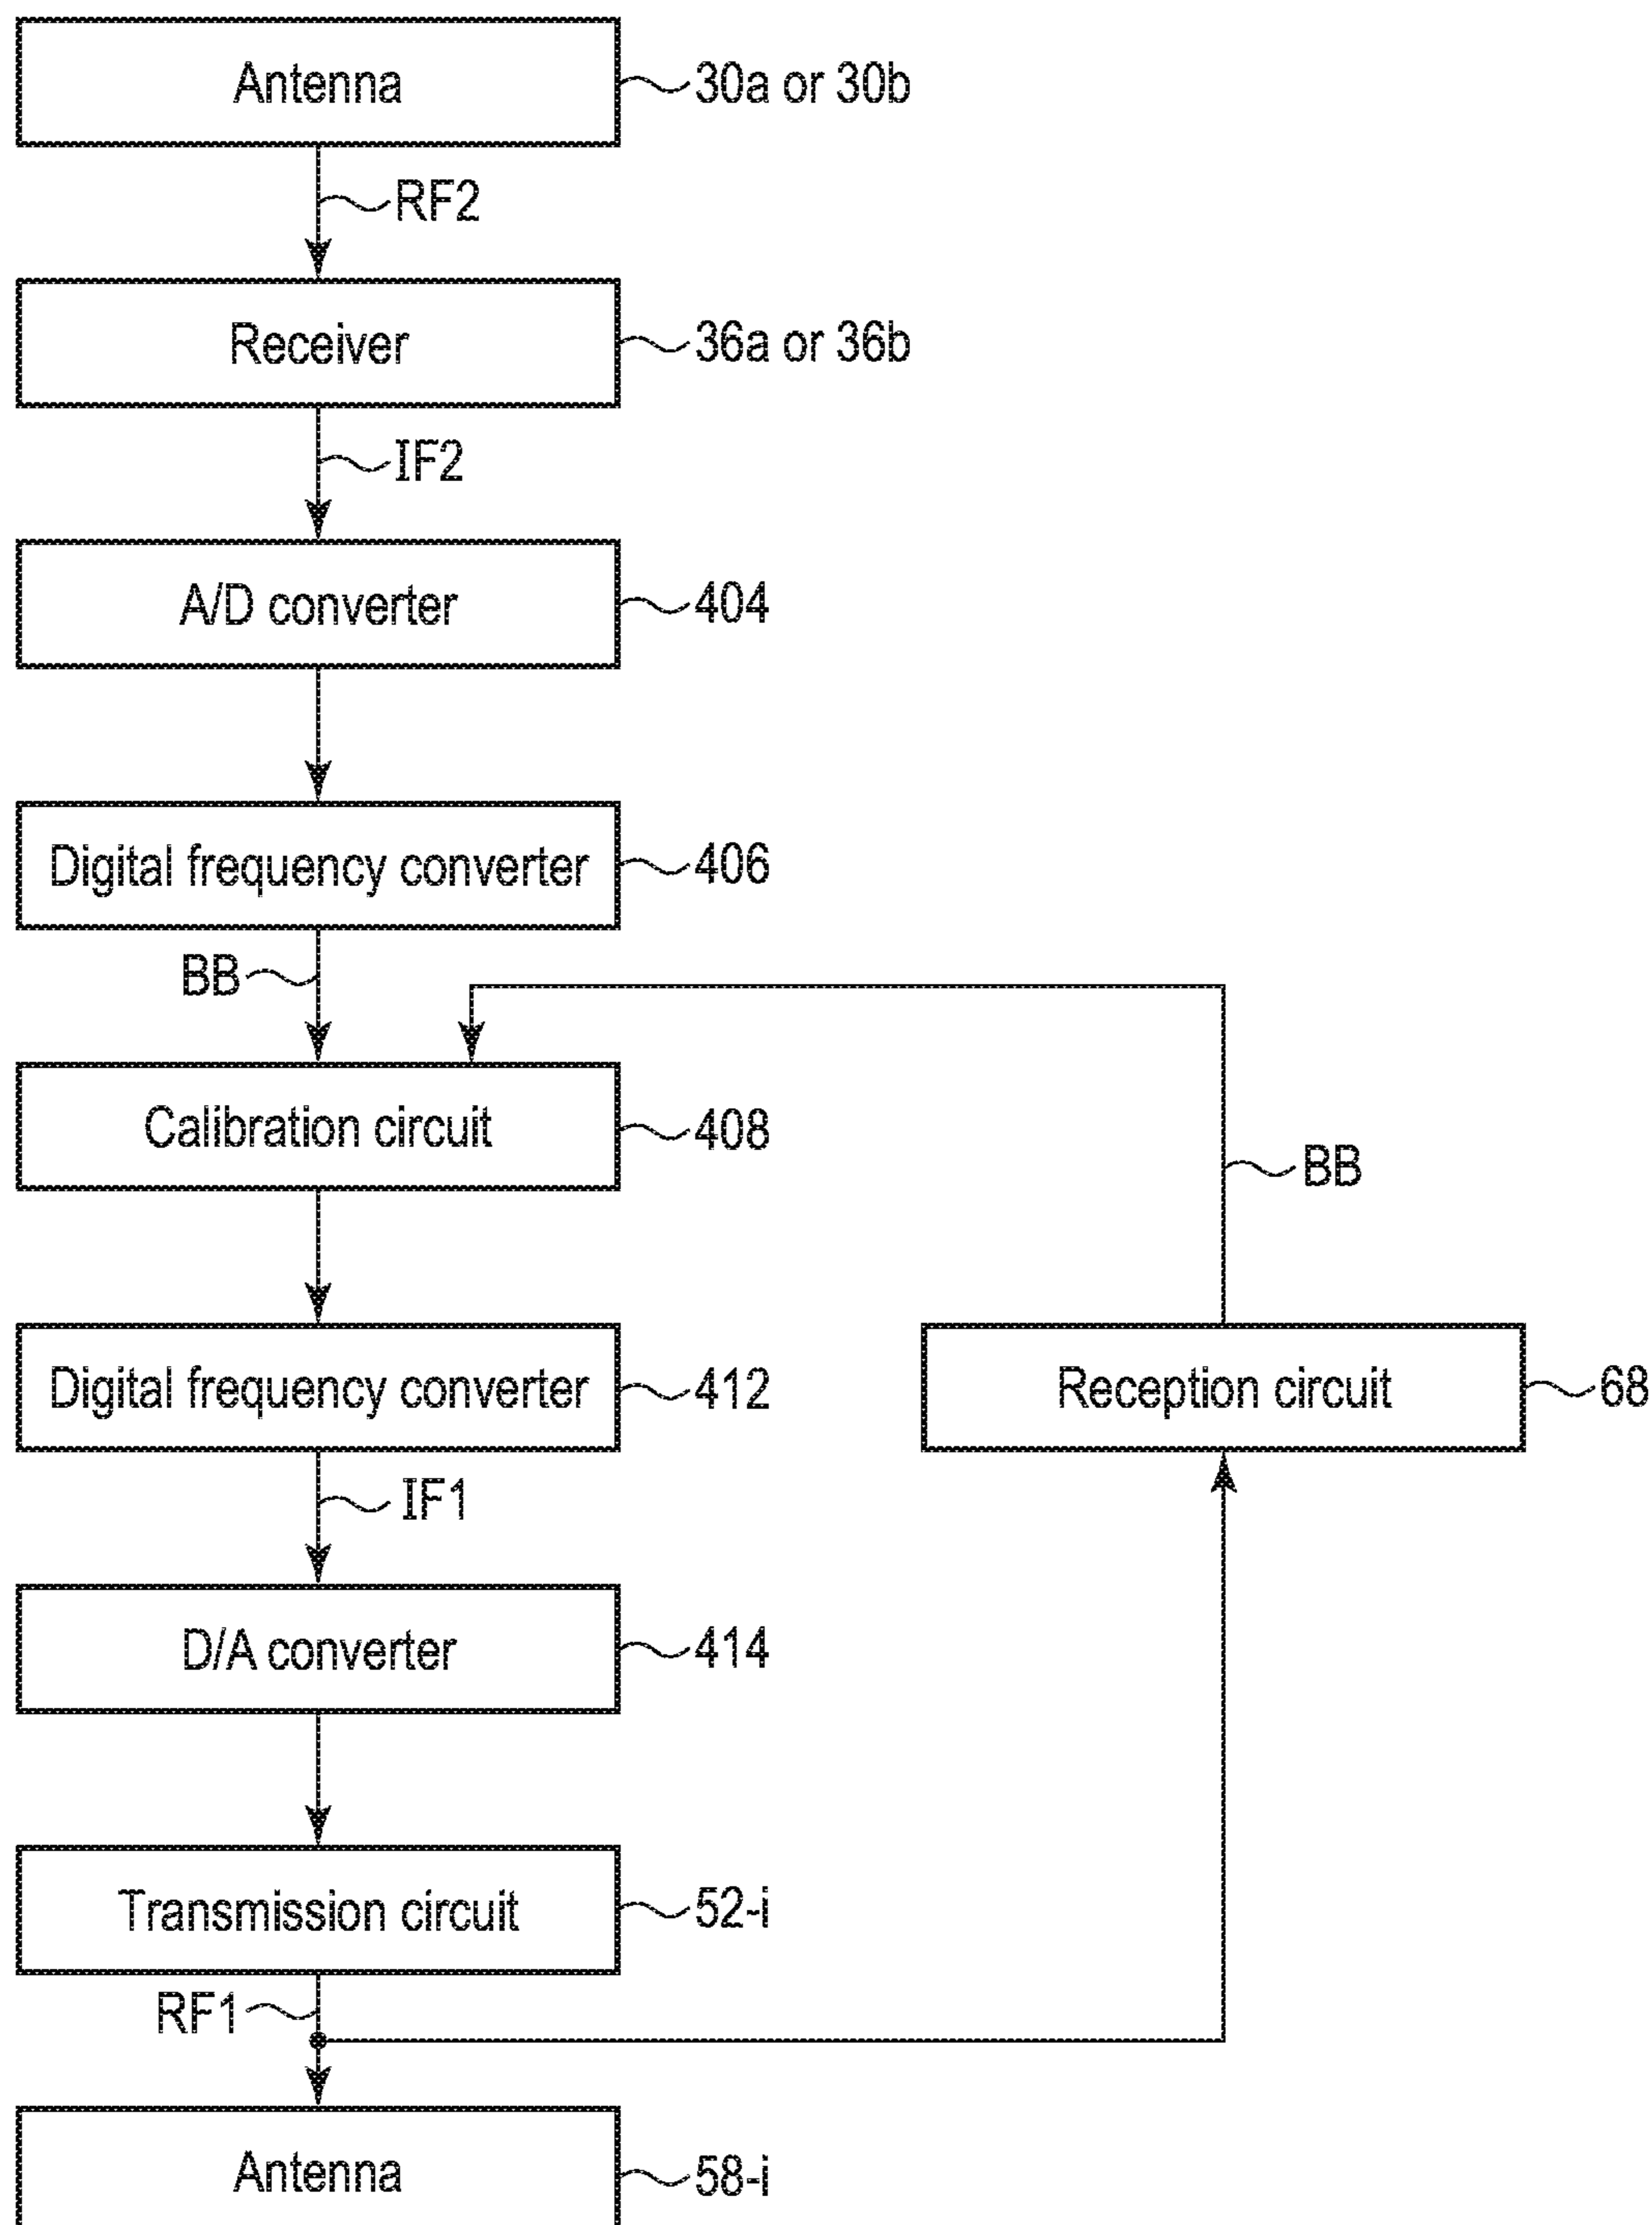 Antenna
30a or 30b
RF2
Receiver
36a or 36b
IF2
A/D converter
404
Digital frequency converter
406
BB
Calibration circuit
408
BB
Digital frequency converter
412
Reception circuit
68
IF1
D/A converter
414
Transmission circuit
52-i
RF1
Antenna
58-i